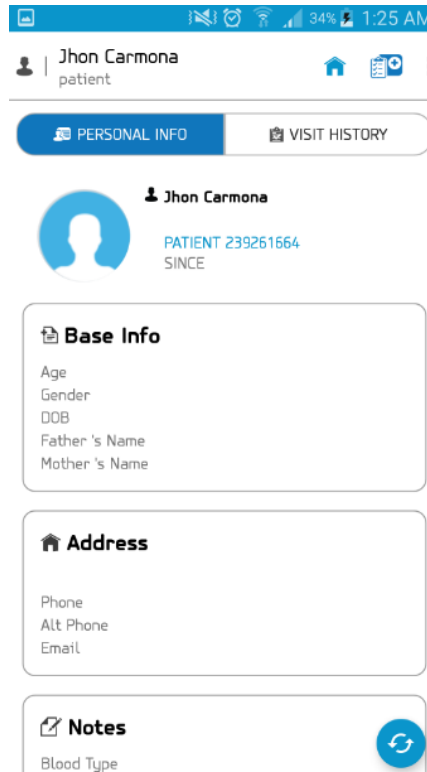 34% 1:25 AM
Jhon Carmona
patient
PERSONAL INFO
VISIT HISTORY
Jhon Carmona
PATIENT 239261664
SINCE
Base Info
Age
Gender
DOB
Father 's Name
Mother 's Name
Address
Phone
Alt Phone
Email
Notes
Blood Type